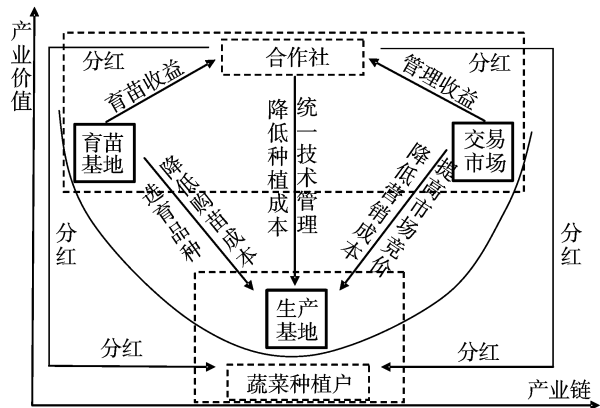 产业价值
分红
合作社
分红
育苗收益
管理收益
育苗
基地
交易
市场
降低种植成本
统一技术管理
降低购苗成本
选育品种
提高市场竞价
降低营销成本
分红
分红
生产
基地
分红
分红
蔬菜种植户
产业链